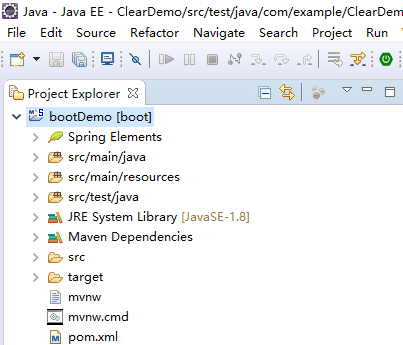 Java - Java EE - ClearDemo/src/test/java/com/example/ClearDem
File Edit Source Refactor Navigate Search Project Run
Project Explorer
bootDemo [boot]
Spring Elements
src/main/java
src/main/resources
src/test/java
JRE System Library [JavaSE-1.8]
Maven Dependencies
src
target
mvnw
mvnw.cmd
pom.xml